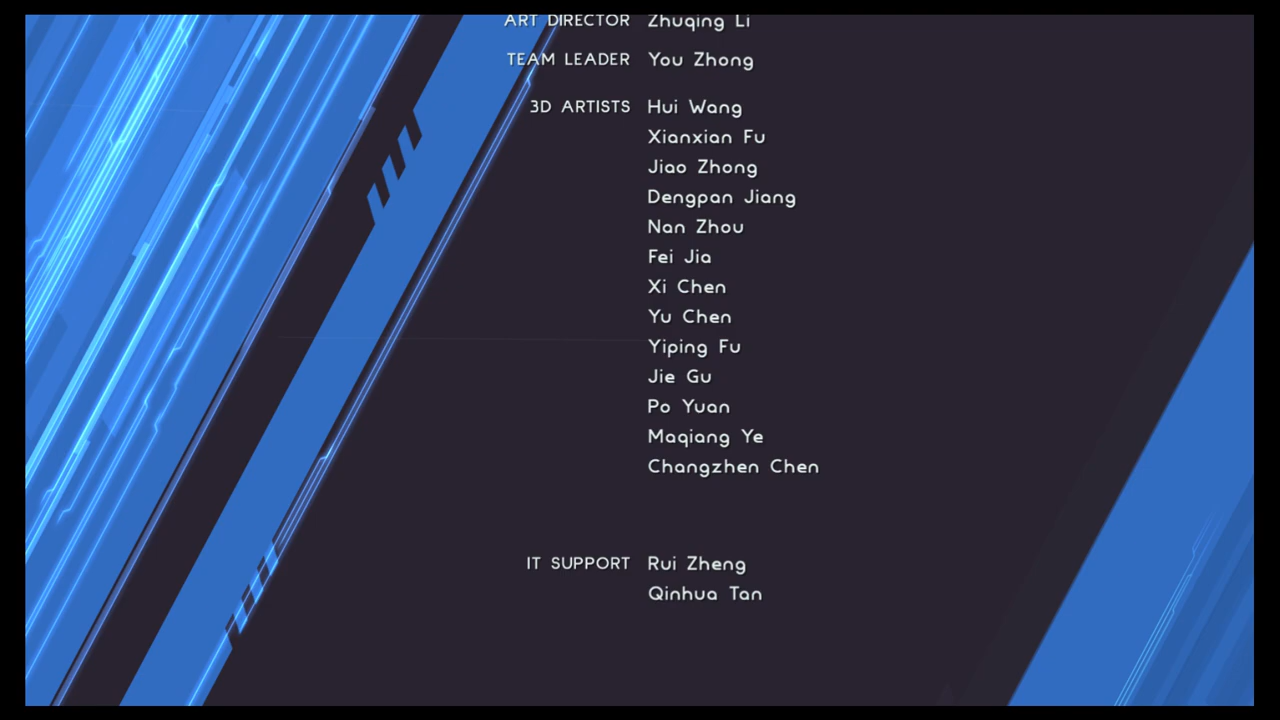 ART DIRECTOR Zhuqing Li
TEAM LEADER You Zhong
3D ARTISTS Hui Wang
Xianxian Fu
Jiao Zhong
Dengpan Jiang
Nan Zhou
Fei Jia
Xi Chen
Yu Chen
Yiping Fu
Jie Gu
Po Yuan
Maqiang Ye
Changzhen Chen
IT SUPPORT Rui Zheng
Qinhua Tan